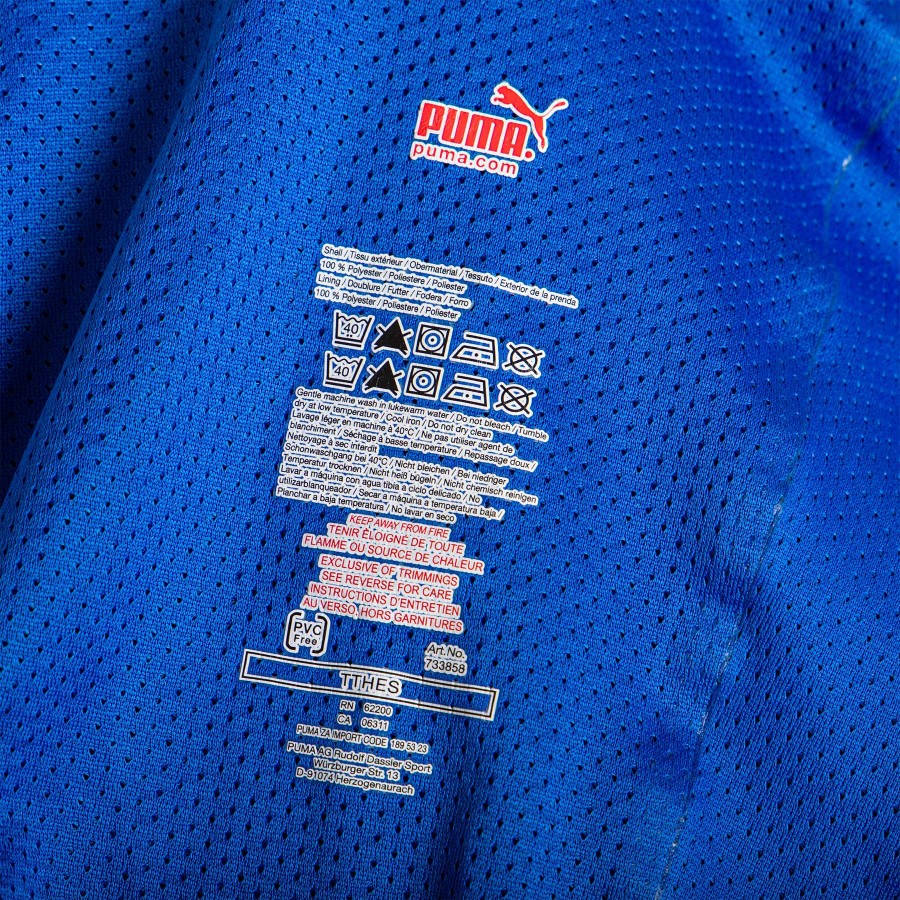 PUMA.
puma.com
Shell / Tissu extérieur / Obermaterial / Tessuto / Exterior de la prenda
100 % Polyester / Poliestere / Poliester
Lining / Doublure / Futter / Fodera / Forro
100 % Polyester / Poliestere / Poliester
40°
40°
Gentle machine wash in lukewarm water / Do not bleach / Tumble
dry at low temperature / Cool iron / Do not dry clean
Lavage léger en machine à 40°C / Ne pas utiliser agent de
blanchiment / Séchage à basse temperature / Repassage doux /
Nettoyage à sec interdit
Schonwaschgang bei 40°C / Nicht bleichen / Bei niedriger
Temperatur trocknen / Nicht heiß bügeln / Nicht chemisch reinigen
Lavar a máquina con agua tibia a ciclo delicado / No
utilizarblanqueador / Secar a máquina a temperatura baja /
Planchar a baja temperatura / No lavar en seco
KEEP AWAY FROM FIRE
TENIR ÉLOIGNÉ DE TOUTE
FLAMME OU SOURCE DE CHALEUR
EXCLUSIVE OF TRIMMINGS
SEE REVERSE FOR CARE
INSTRUCTIONS D'ENTRETIEN
AU VERSO, HORS GARNITURES
PVC
Free
Art.No.
733858
TTHES
RN 62200
CA 06311
PUMA ZA IMPORT CODE 189 53 23
PUMA AG Rudolf Dassler Sport
Würzburger Str. 13
D-91074 Herzogenaurach